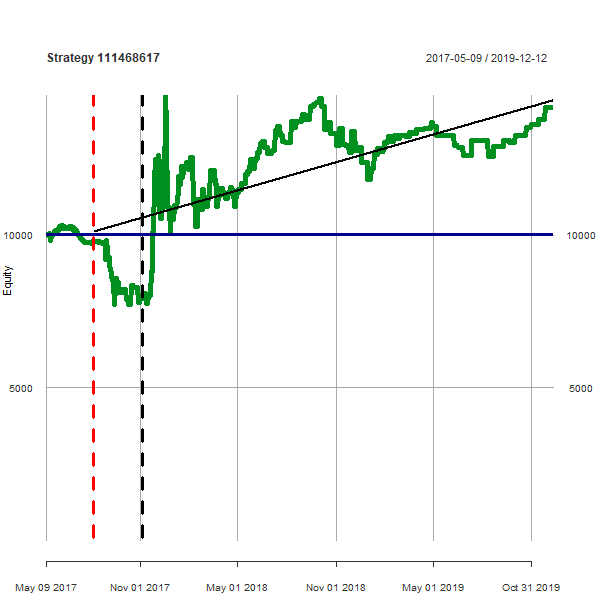 Strategy 111468617
2017-05-09 / 2019-12-12
10000
10000
Equity
5000
5000
May 09 2017
Nov 01 2017
May 01 2018
Nov 01 2018
May 01 2019
Oct 31 2019